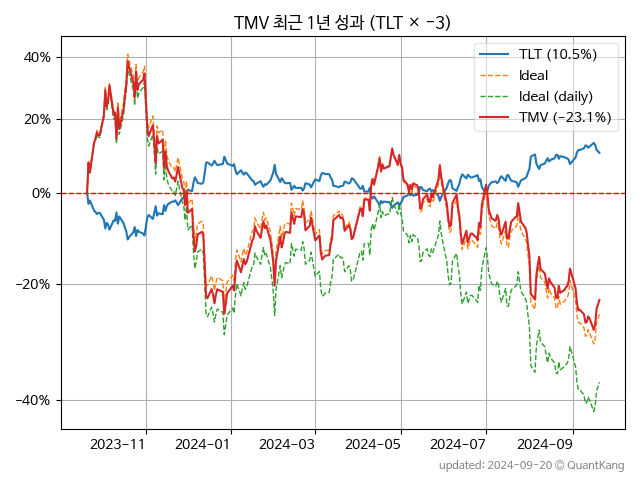 TMV 최근 1년 성과 (TLT × −3)
TLT (10.5%)
Ideal
Ideal (daily)
TMV (−23.1%)
40%
20%
0%
−20%
−40%
2023−11
2024−01
2024−03
2024−05
2024−07
2024−09
updated: 2024−09−20 © QuantKang